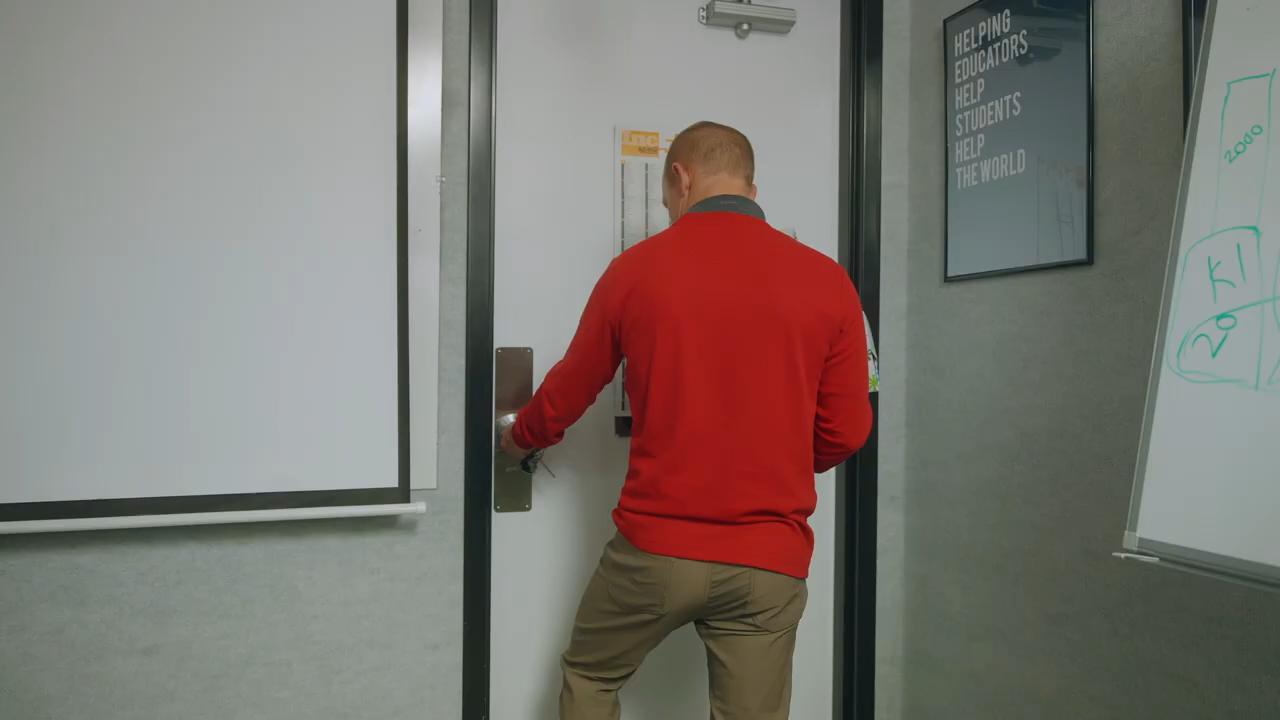 HELPING
EDUCATORS
HELP
STUDENTS
HELP
THE WORLD
2000
K1
20